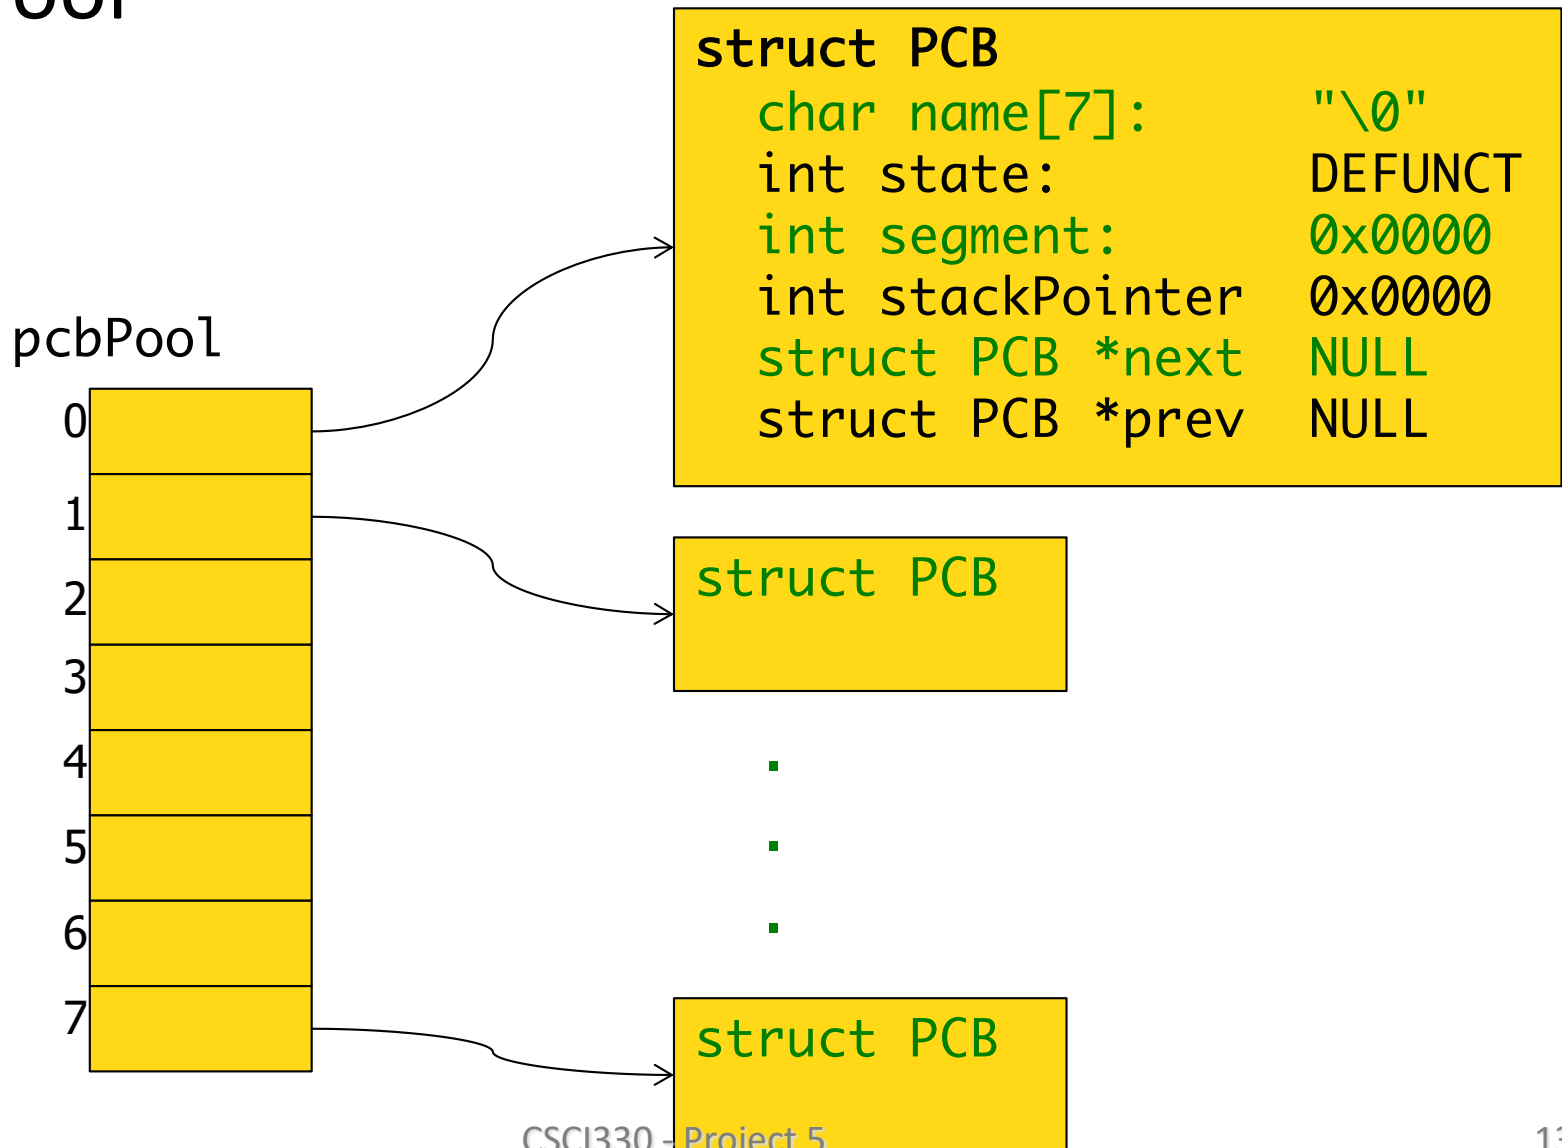 struct PCB
char name[7]: "\0"
int state: DEFUNCT
int segment: 0x0000
int stackPointer 0x0000
struct PCB *next NULL
struct PCB *prev NULL
pcbPool
0
1
2
3
4
5
6
7
struct PCB
.
.
.
struct PCB
CSCI330 - Project 5